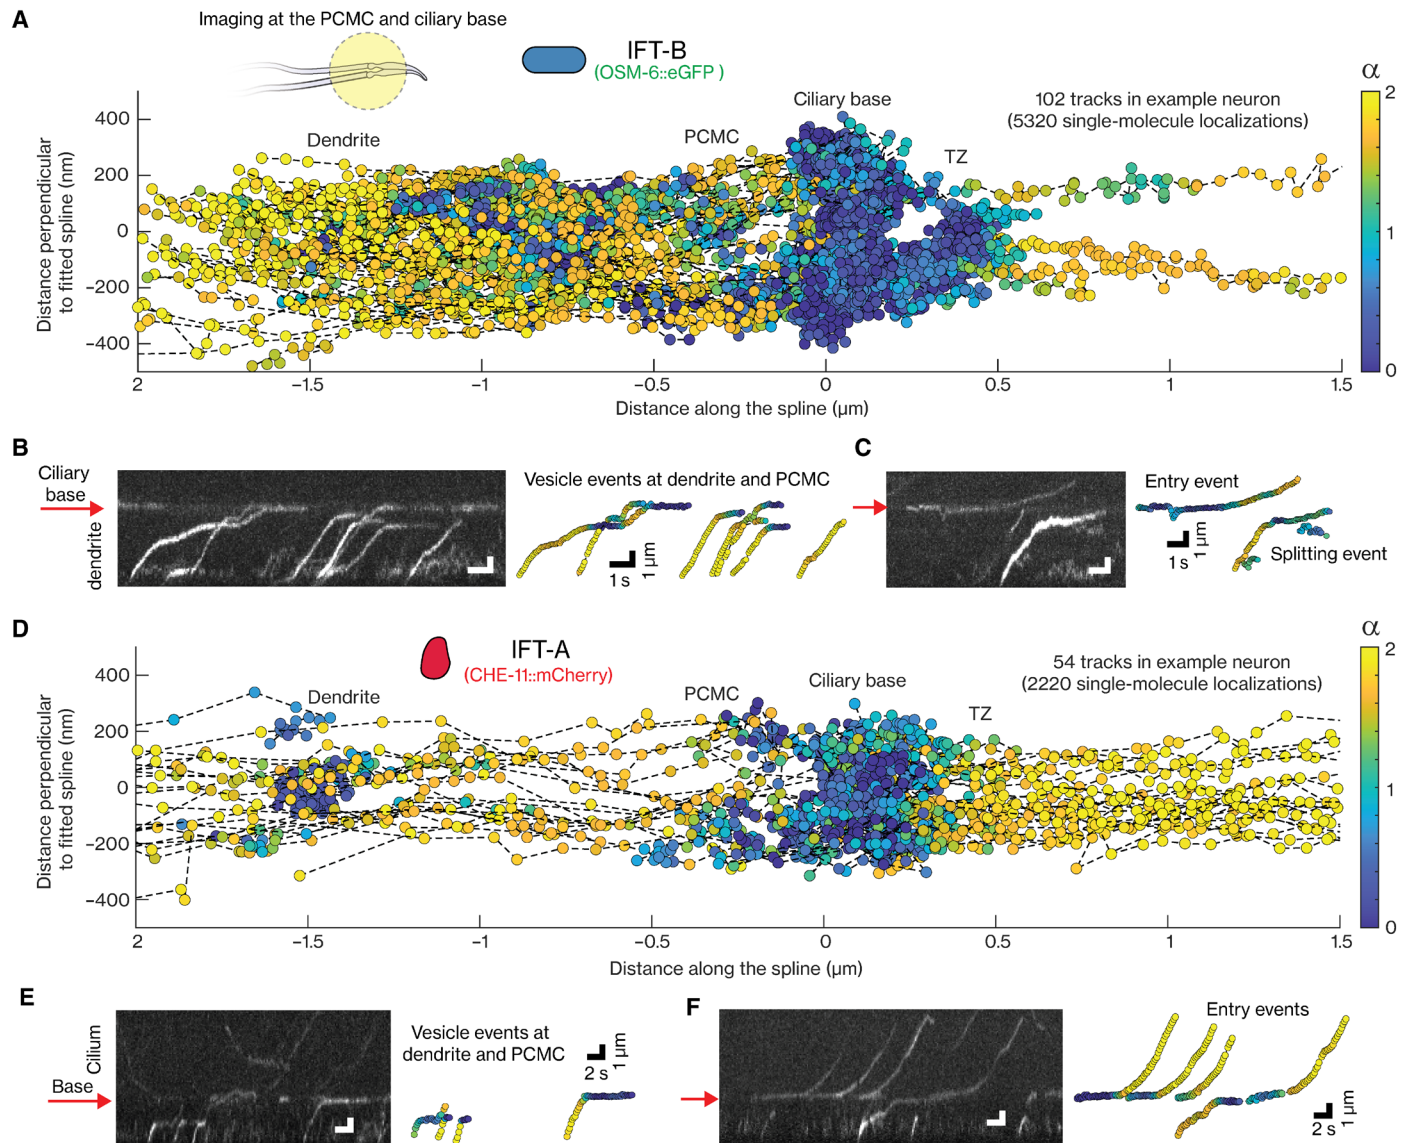 A
Imaging at the PCMC and ciliary base
IFT-B
(OSM-6::eGFP )
α
Dendrite
PCMC
Ciliary base
TZ
102 tracks in example neuron
(5320 single-molecule localizations)
Distance perpendicular
to fitted spline (nm)
400
200
0
−200
−400
2
1
0
2
−1.5
−1
−0.5
0
0.5
1
1.5
Distance along the spline (μm)
B
Ciliary
base
dendrite
Vesicle events at dendrite and PCMC
1 s
1 μm
C
Entry event
1 s
1 μm
Splitting event
D
IFT-A
(CHE-11::mCherry)
α
Dendrite
PCMC
Ciliary base
TZ
54 tracks in example neuron
(2220 single-molecule localizations)
Distance perpendicular
to fitted spline (nm)
400
200
0
−200
−400
2
1
0
2
−1.5
−1
−0.5
0
0.5
1
1.5
Distance along the spline (μm)
E
Cilium
Base
Vesicle events at
dendrite and PCMC
2 s
1 μm
F
Entry events
2 s
1 μm